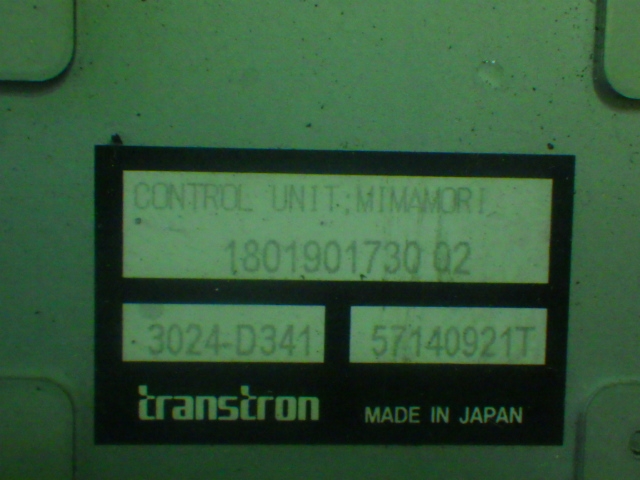 CONTROL UNIT;MIMAMORI
1801901730 02
3024-D341 57140921T
transtron MADE IN JAPAN